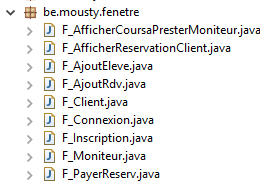 be.mousty.fenetre
F_AfficherCoursaPresterMoniteur.java
F_AfficherReservationClient.java
F_AjoutEleve.java
F_AjoutRdv.java
F_Client.java
F_Connexion.java
F_Inscription.java
F_Moniteur.java
F_PayerReserv.java